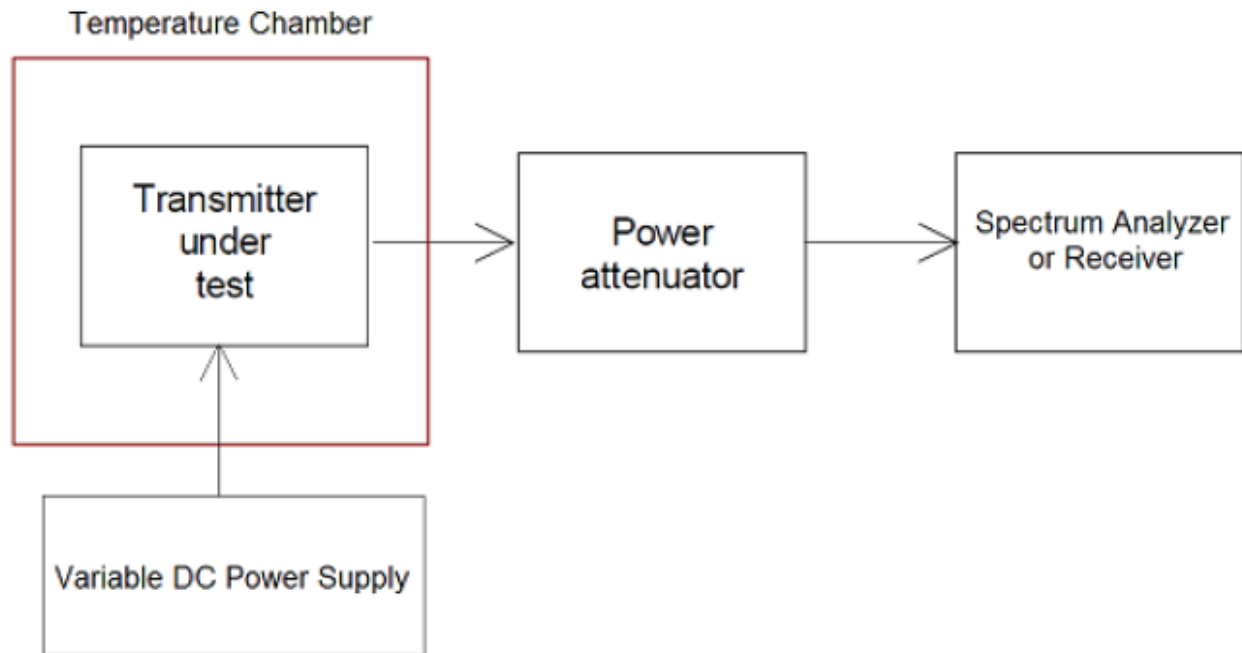 Temperature Chamber
Transmitter
under
test
Power
attenuator
Spectrum Analyzer
or Receiver
Variable DC Power Supply